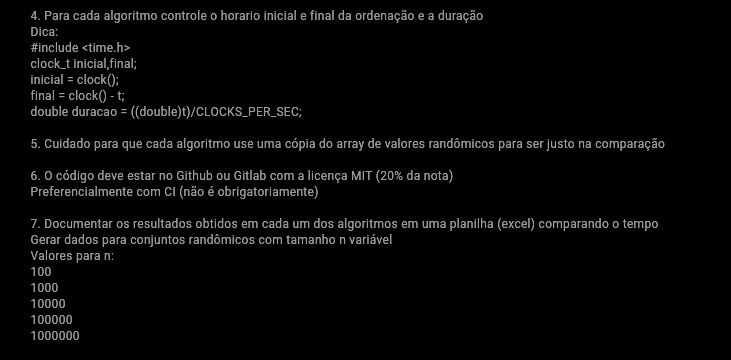 4. Para cada algoritmo controle o horario inicial e final da ordenação e a duração
Dica:
#include <time.h>
clock_t inicial,final;
inicial = clock();
final = clock() - t;
double duracao = ((double)t)/CLOCKS_PER_SEC;
5. Cuidado para que cada algoritmo use uma cópia do array de valores randômicos para ser justo na comparação
6. O código deve estar no Github ou Gitlab com a licença MIT (20% da nota)
Preferencialmente com CI (não é obrigatoriamente)
7. Documentar os resultados obtidos em cada um dos algoritmos em uma planilha (excel) comparando o tempo
Gerar dados para conjuntos randômicos com tamanho n variável
Valores para n:
100
1000
10000
100000
1000000